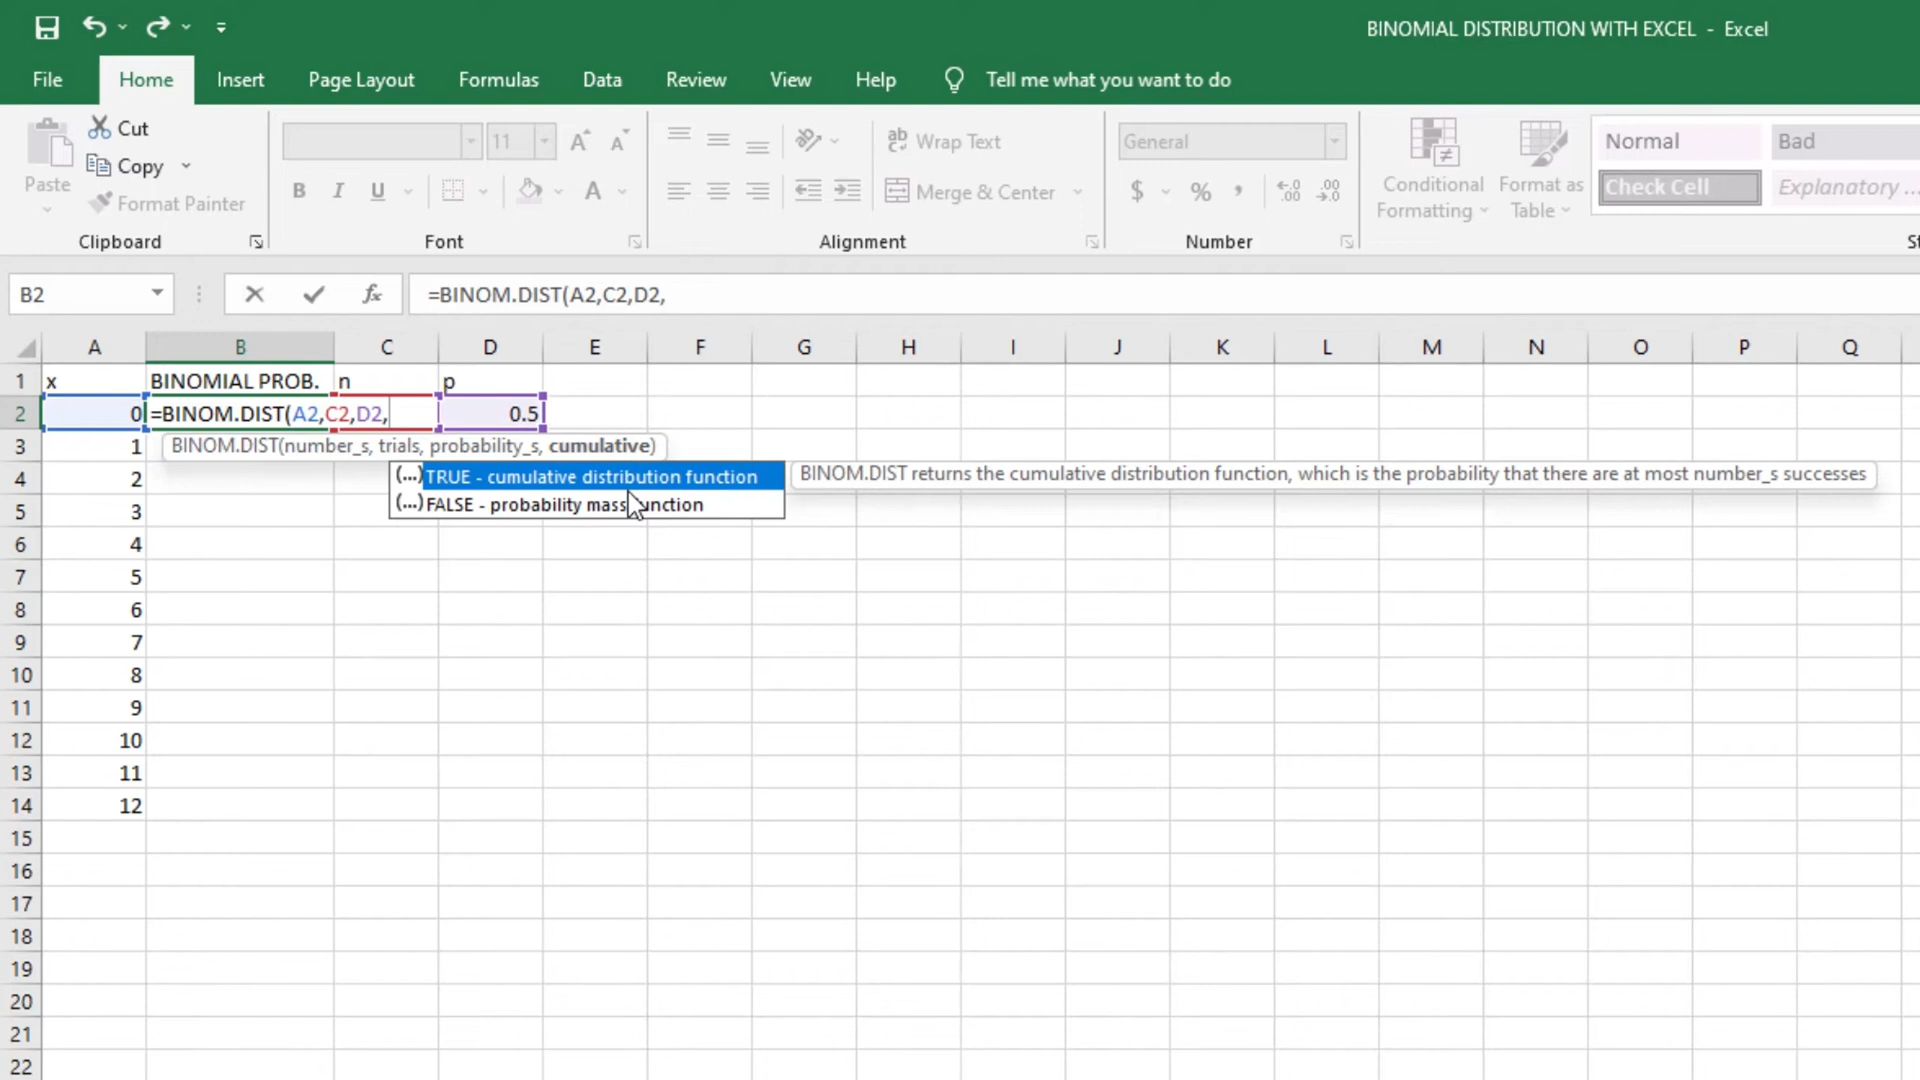 BINOMIAL DISTRIBUTION WITH EXCEL - Excel
File Home Insert Page Layout Formulas Data Review View Help Tell me what you want to do
Paste
Cut
Copy
Format Painter
Clipboard
11
B I U A
Font
Wrap Text
Merge & Center
Alignment
General
$ % ,
Number
Conditional Formatting
Format as Table
Normal Bad
Check Cell Explanatory ...
B2 fx =BINOM.DIST(A2,C2,D2,
A B C D E F G H I J K L M N O P Q
1 x BINOMIAL PROB. n p
2 0 =BINOM.DIST(A2,C2,D2, 0.5
3 1 BINOM.DIST(number_s, trials, probability_s, cumulative)
4 2 (...) TRUE - cumulative distribution function BINOM.DIST returns the cumulative distribution function, which is the probability that there are at most number_s successes
(...) FALSE - probability mass function
5 3
6 4
7 5
8 6
9 7
10 8
11 9
12 10
13 11
14 12
15
16
17
18
19
20
21
22